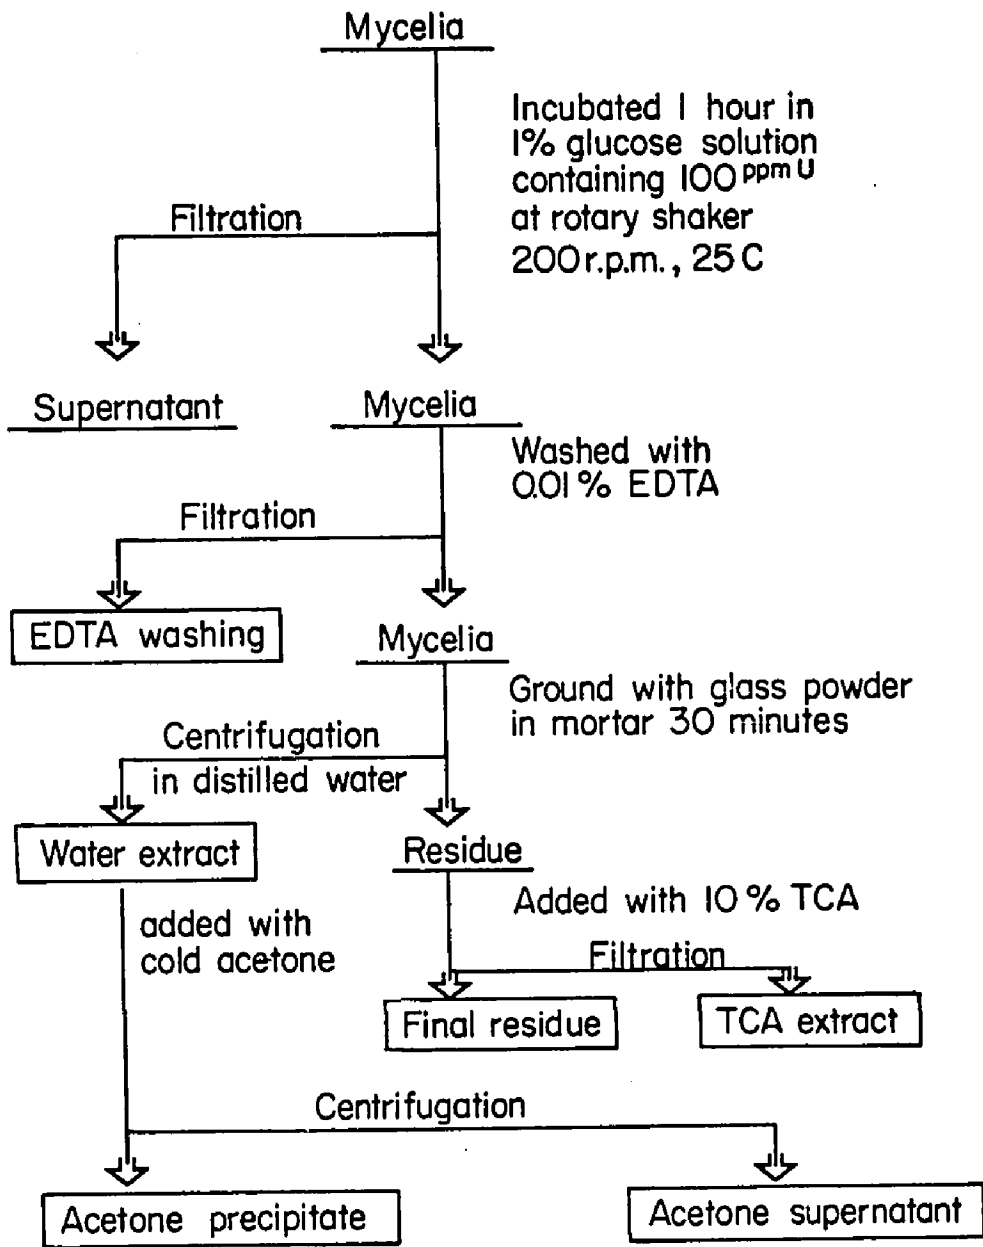 Mycelia
Incubated 1 hour in
1% glucose solution
containing 100 ppm U
at rotary shaker
200 r.p.m., 25 C
Filtration
Supernatant
Mycelia
Washed with
0.01% EDTA
Filtration
EDTA washing
Mycelia
Ground with glass powder
in mortar 30 minutes
Centrifugation
in distilled water
Water extract
Residue
Added with 10% TCA
added with
cold acetone
Filtration
Final residue
TCA extract
Centrifugation
Acetone precipitate
Acetone supernatant